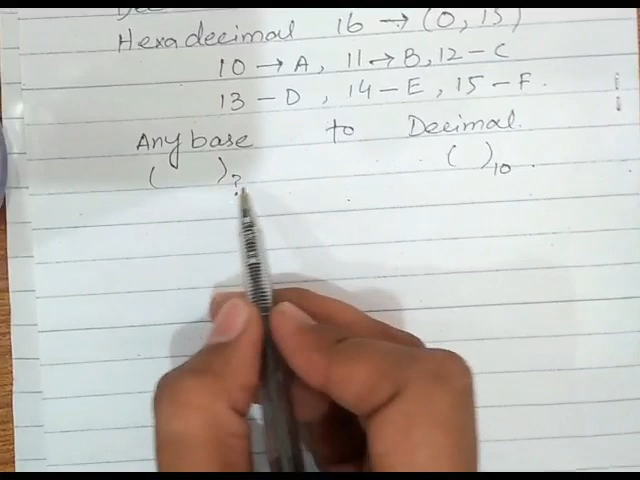 Hexadecimal 16 → (0, 15)
10 → A, 11 → B, 12 - C
13 - D, 14 - E, 15 - F.
Any base to Decimal.
( )? ( )10.